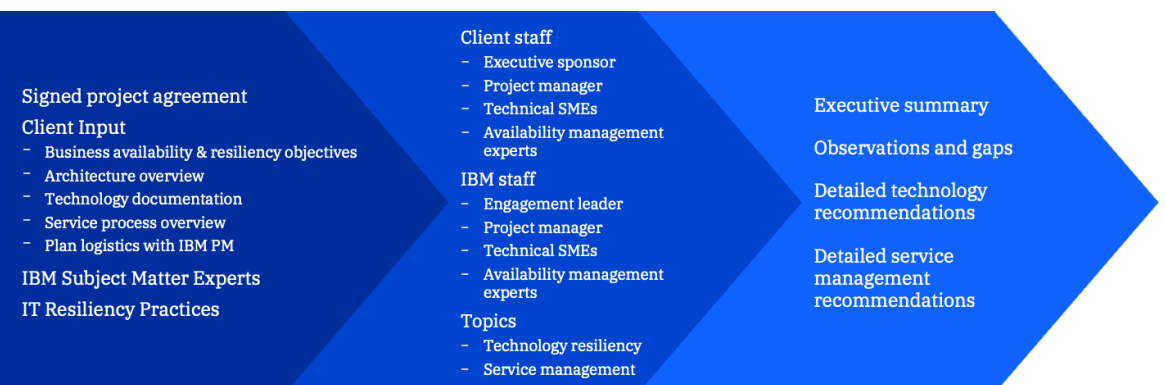 Signed project agreement
Client Input
– Business availability & resiliency objectives
– Architecture overview
– Technology documentation
– Service process overview
– Plan logistics with IBM PM
IBM Subject Matter Experts
IT Resiliency Practices
Client staff
– Executive sponsor
– Project manager
– Technical SMEs
– Availability management
experts
IBM staff
– Engagement leader
– Project manager
– Technical SMEs
– Availability management
experts
Topics
– Technology resiliency
– Service management
Executive summary
Observations and gaps
Detailed technology
recommendations
Detailed service
management
recommendations